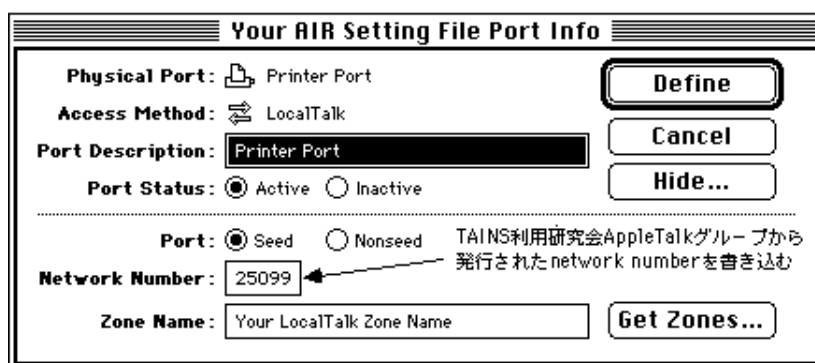 Your AIR Setting File Port Info
Physical Port: Printer Port
Define
Access Method: LocalTalk
Port Description: Printer Port
Cancel
Port Status: Active Inactive
Hide...
Port: Seed Nonseed
TAINS利用研究会AppleTalkグループから
発行されたnetwork numberを書き込む
Network Number: 25099
Zone Name: Your LocalTalk Zone Name
Get Zones...